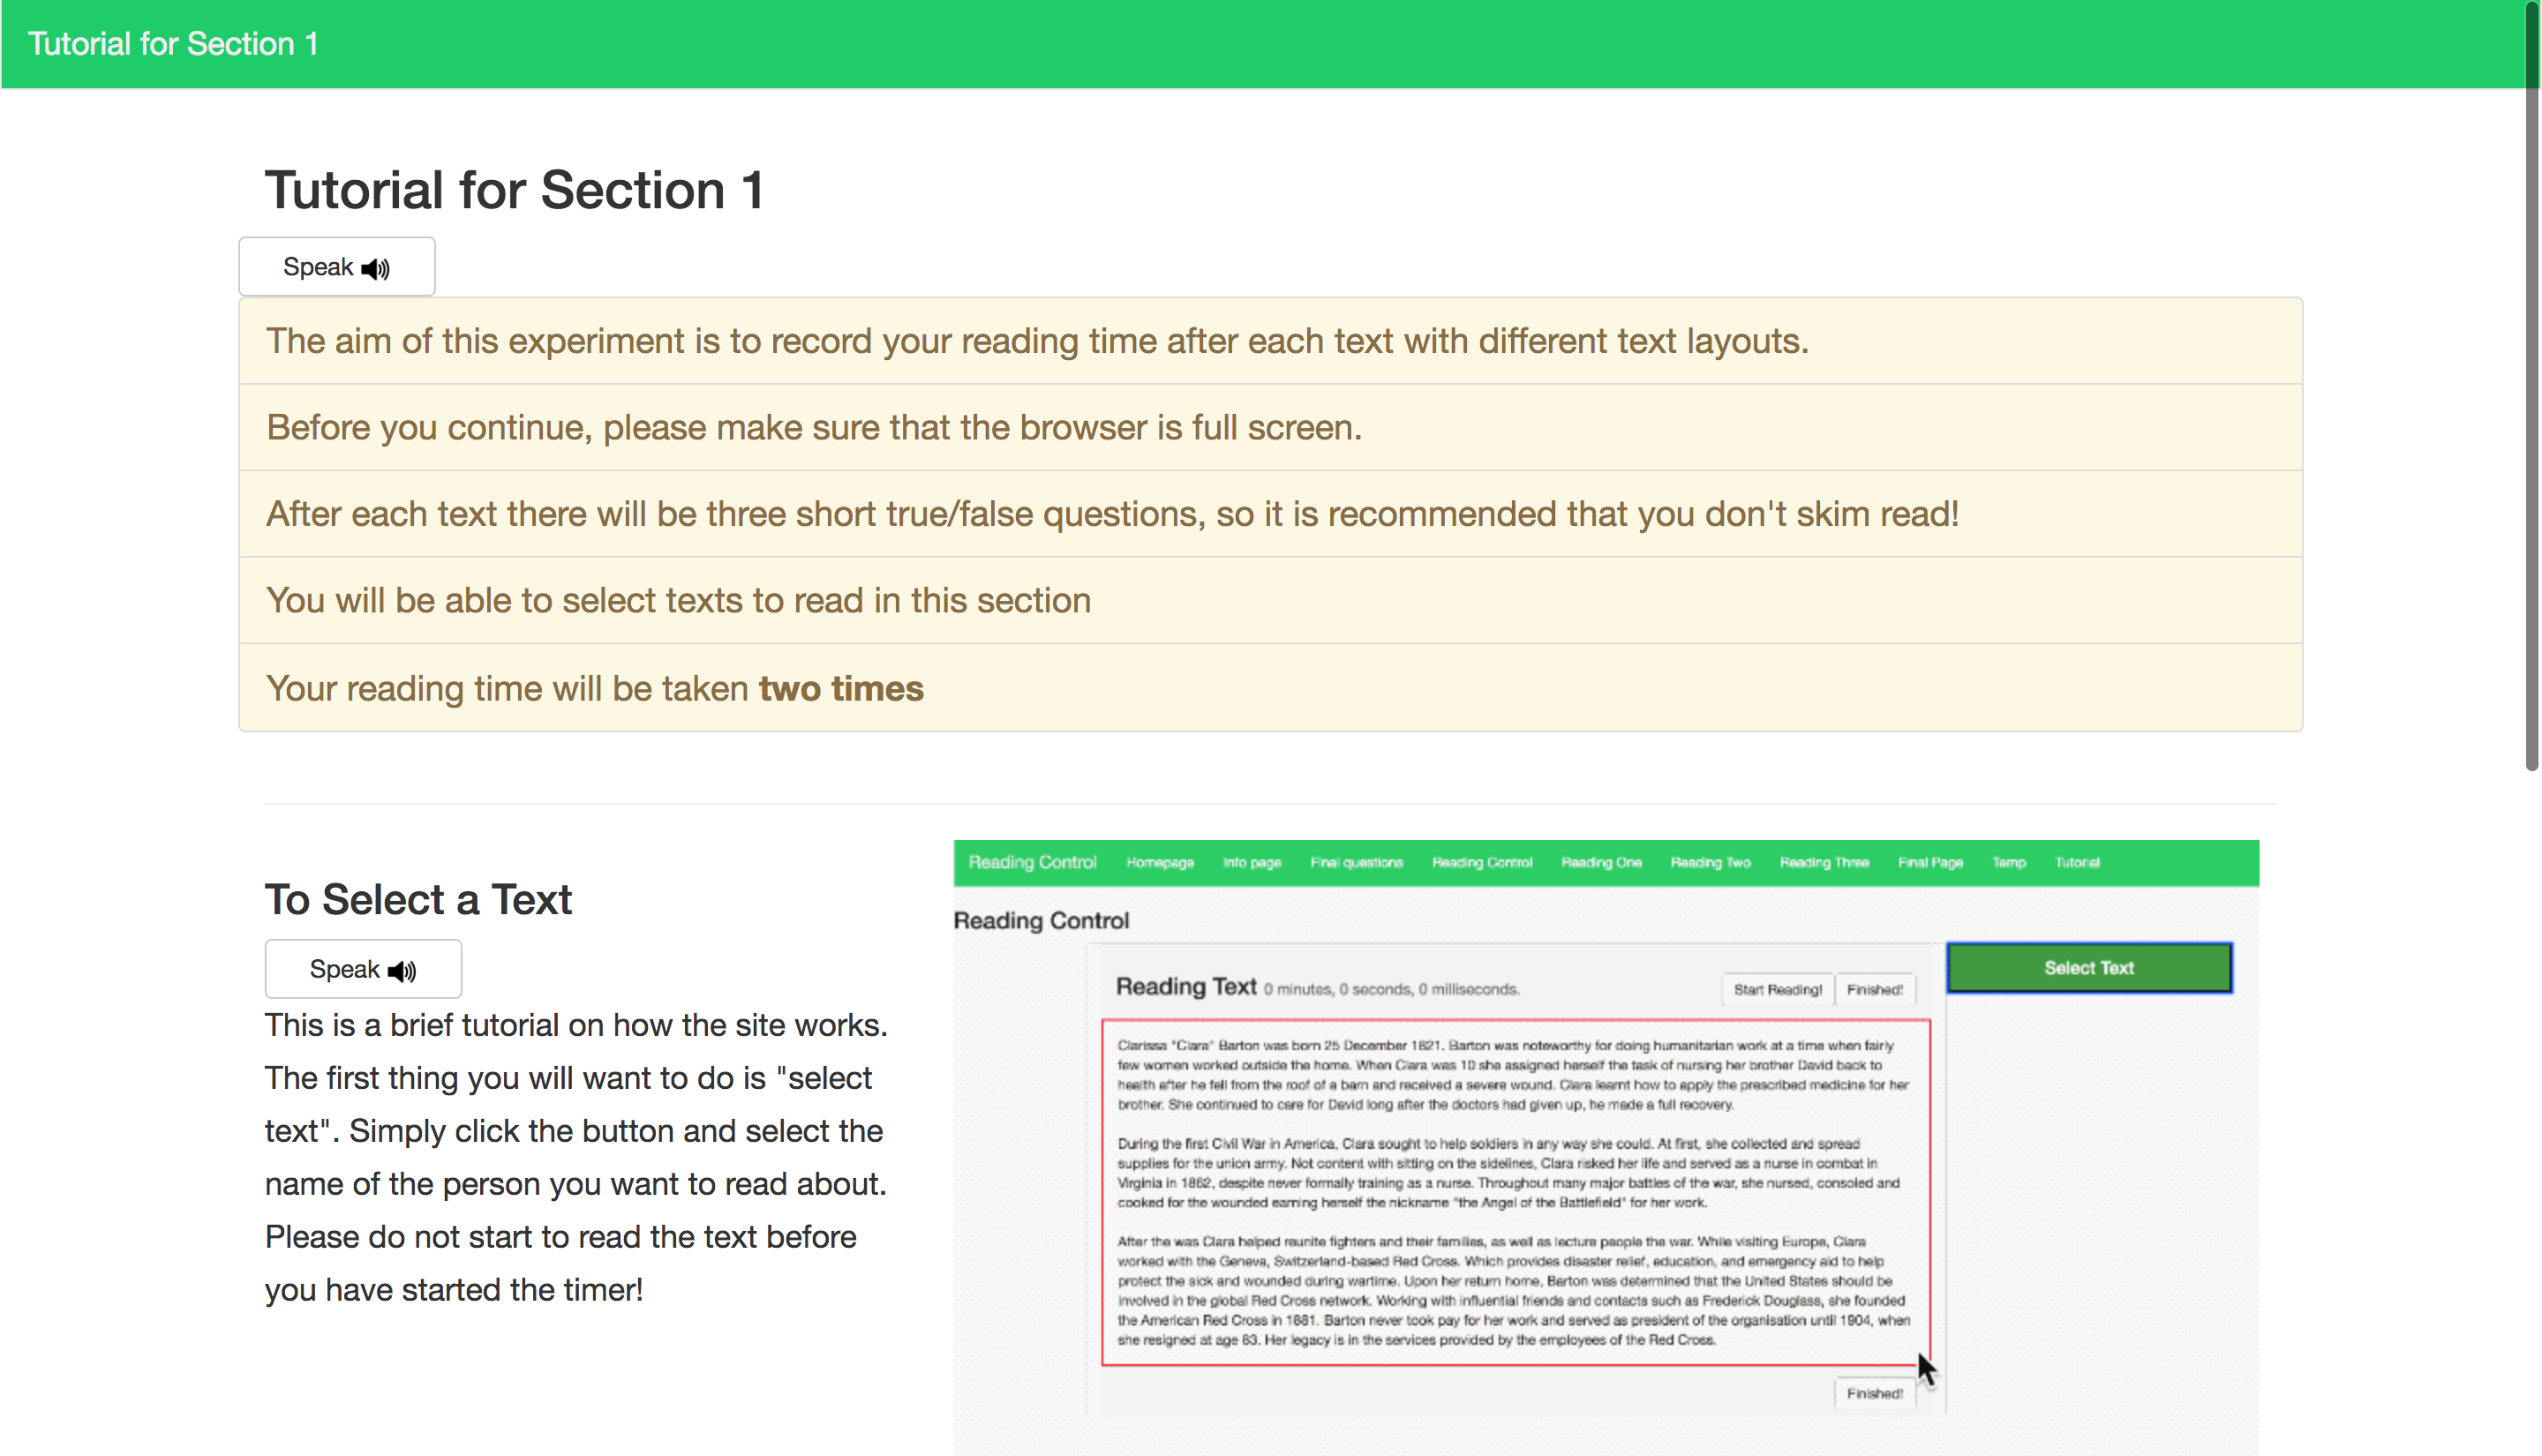 Tutorial for Section 1
Tutorial for Section 1
Speak
The aim of this experiment is to record your reading time after each text with different text layouts.
Before you continue, please make sure that the browser is full screen.
After each text there will be three short true/false questions, so it is recommended that you don't skim read!
You will be able to select texts to read in this section
Your reading time will be taken two times
To Select a Text
Speak
This is a brief tutorial on how the site works.
The first thing you will want to do is "select
text". Simply click the button and select the
name of the person you want to read about.
Please do not start to read the text before
you have started the timer!
Reading Control Homepage Info page Final questions Reading Control Reading One Reading Two Reading Three Final Page Temp Tutorial
Reading Control
Select Text
Reading Text 0 minutes, 0 seconds, 0 milliseconds. Start Reading! Finished!
Clarissa "Clara" Barton was born 25 December 1821. Barton was noteworthy for doing humanitarian work at a time when fairly
few women worked outside the home. When Clara was 10 she assigned herself the task of nursing her brother David back to
health after he fell from the roof of a barn and received a severe wound. Clara learnt how to apply the prescribed medicine for her
brother. She continued to care for David long after the doctors had given up, he made a full recovery.
During the first Civil War in America, Clara sought to help soldiers in any way she could. At first, she collected and spread
supplies for the union army. Not content with sitting on the sidelines, Clara risked her life and served as a nurse in combat in
Virginia in 1862, despite never formally training as a nurse. Throughout many major battles of the war, she nursed, consoled and
cooked for the wounded earning herself the nickname "the Angel of the Battlefield" for her work.
After the was Clara helped reunite fighters and their families, as well as lecture people the war. While visiting Europe, Clara
worked with the Geneva, Switzerland-based Red Cross. Which provides disaster relief, education, and emergency aid to help
protect the sick and wounded during wartime. Upon her return home, Barton was determined that the United States should be
involved in the global Red Cross network. Working with influential friends and contacts such as Frederick Douglass, she founded
the American Red Cross in 1881. Barton never took pay for her work and served as president of the organisation until 1904, when
she resigned at age 83. Her legacy is in the services provided by the employees of the Red Cross.
Finished!